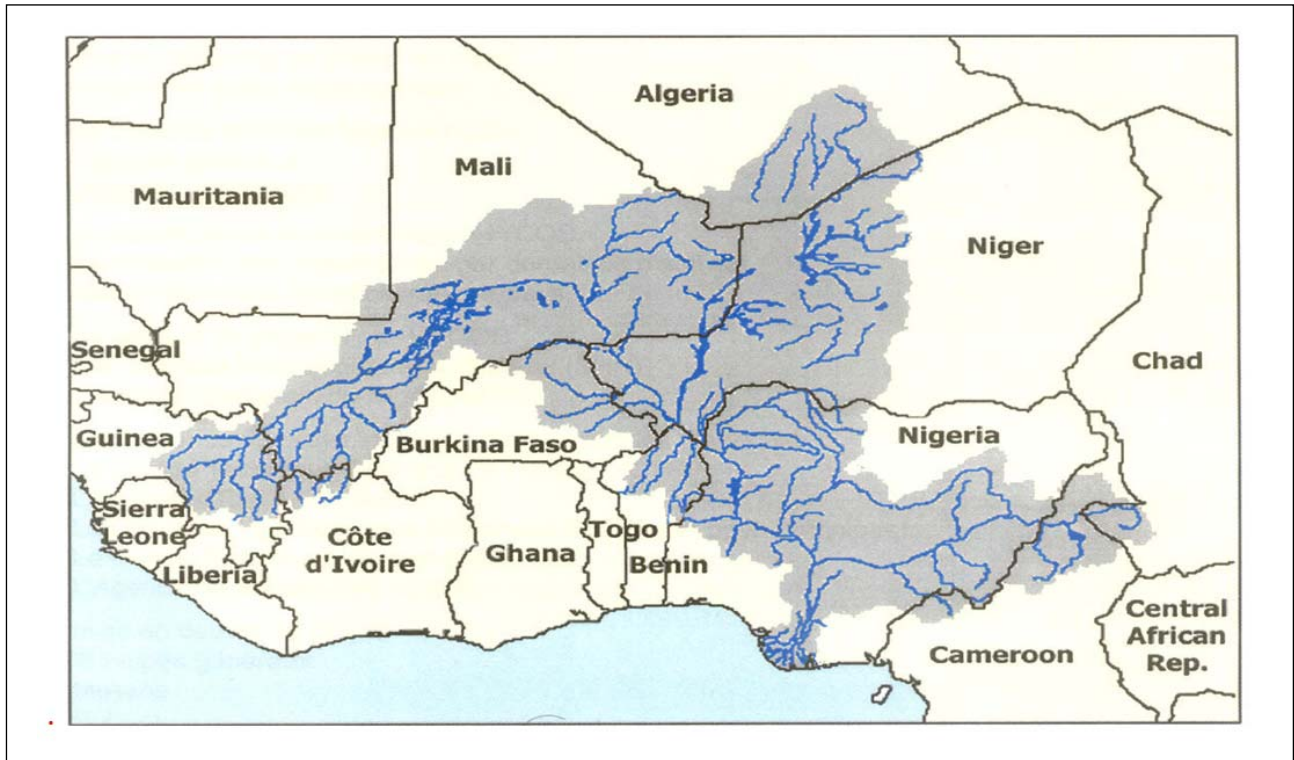 Algeria
Mali
Mauritania
Niger
Senegal
Chad
Guinea
Burkina Faso
Nigeria
Sierra
Leone
Côte
d'Ivoire
Ghana
Togo
Benin
Liberia
Central
African
Rep.
Cameroon